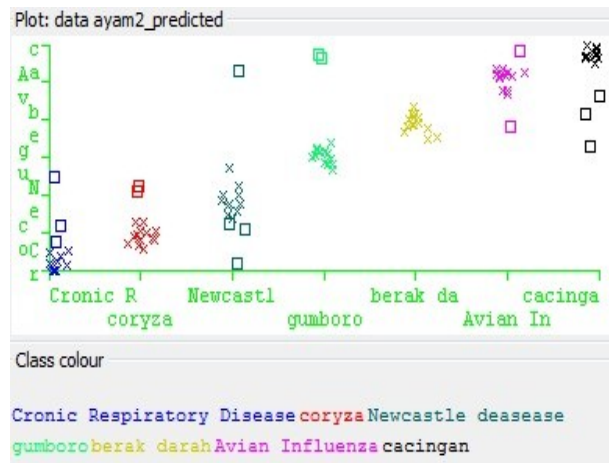 Plot: data ayam2_predicted
c
Aa
v
b
e
g e
u
N
e
c
oC
r
Cronic R Newcastl berak da cacinga
coryza gumboro Avian In
Class colour
Cronic Respiratory Disease coryza Newcastle deasease
gumboro berak darah Avian Influenza cacingan